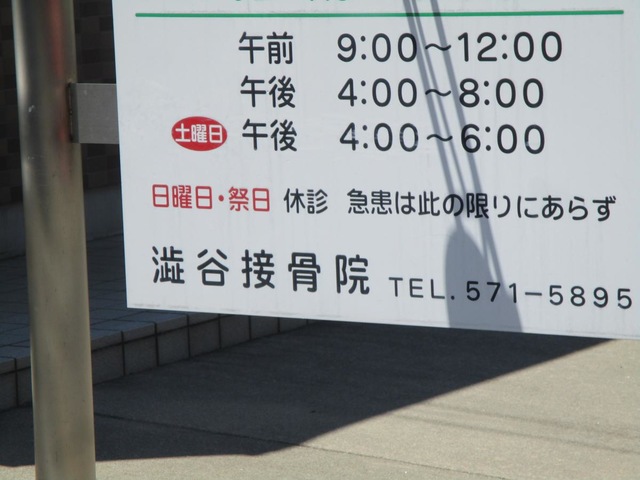 午前 9:00〜12:00
午後 4:00〜8:00
土曜日 午後 4:00〜6:00
日曜日・祭日 休診 急患は此の限りにあらず
澁谷接骨院 TEL.571-5895